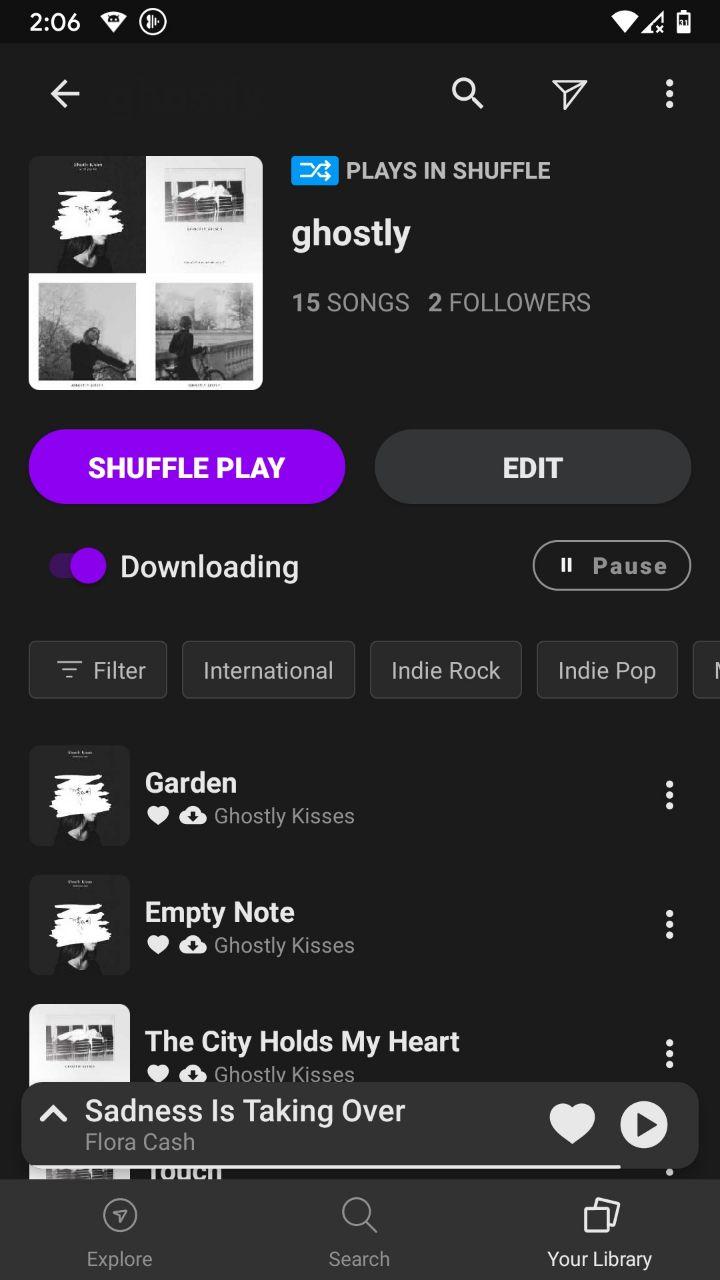 2:06
PLAYS IN SHUFFLE
ghostly
15 SONGS 2 FOLLOWERS
SHUFFLE PLAY
EDIT
Downloading
Pause
Filter
International
Indie Rock
Indie Pop
Garden
Ghostly Kisses
Empty Note
Ghostly Kisses
The City Holds My Heart
Ghostly Kisses
Sadness Is Taking Over
Flora Cash
Touch
Explore
Search
Your Library